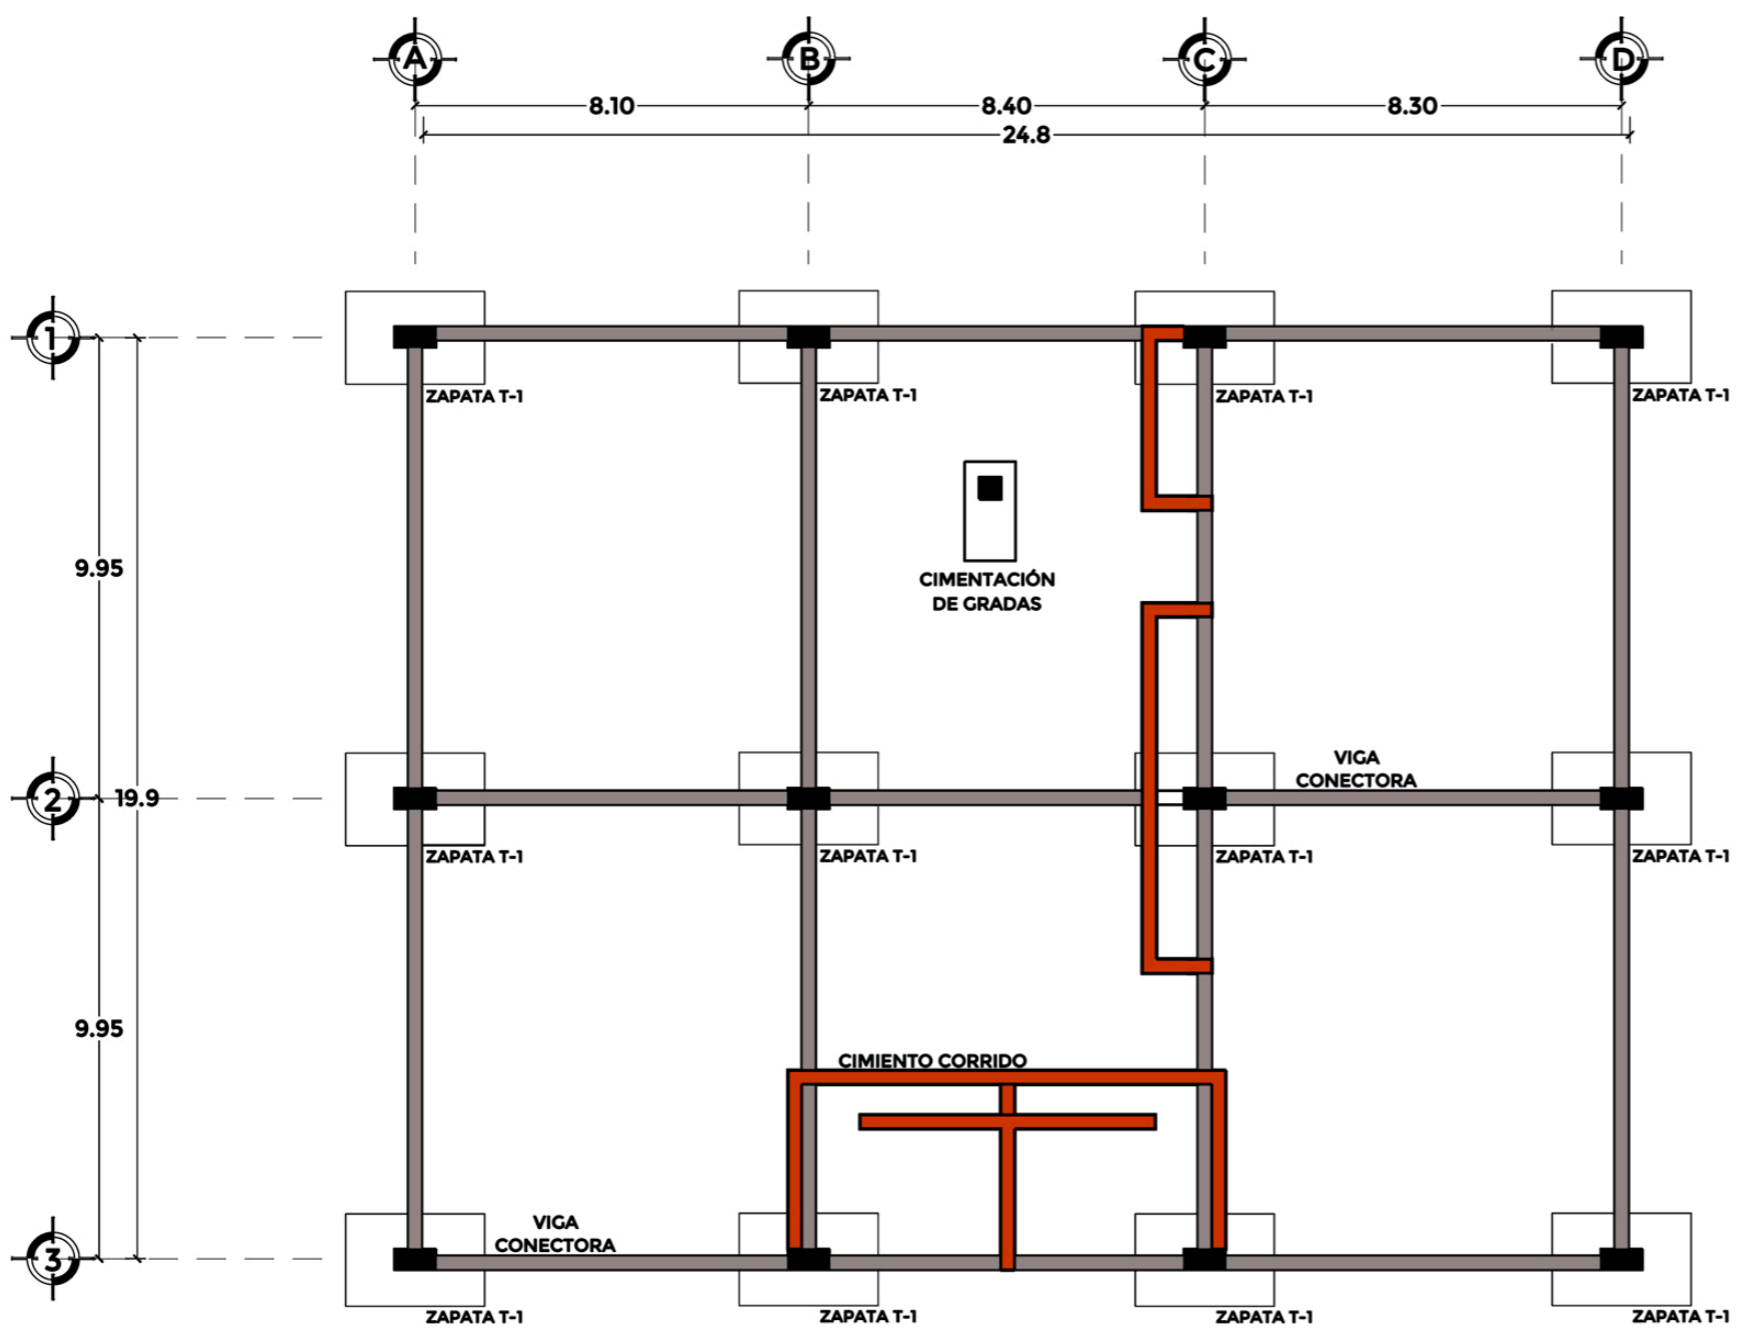 A
B
C
D
8.10
8.40
8.30
24.8
1
ZAPATA T-1
ZAPATA T-1
ZAPATA T-1
ZAPATA T-1
9.95
CIMENTACIÓN
DE GRADAS
VIGA
CONECTORA
2
19.9
ZAPATA T-1
ZAPATA T-1
ZAPATA T-1
ZAPATA T-1
9.95
CIMIENTO CORRIDO
VIGA
CONECTORA
3
ZAPATA T-1
ZAPATA T-1
ZAPATA T-1
ZAPATA T-1